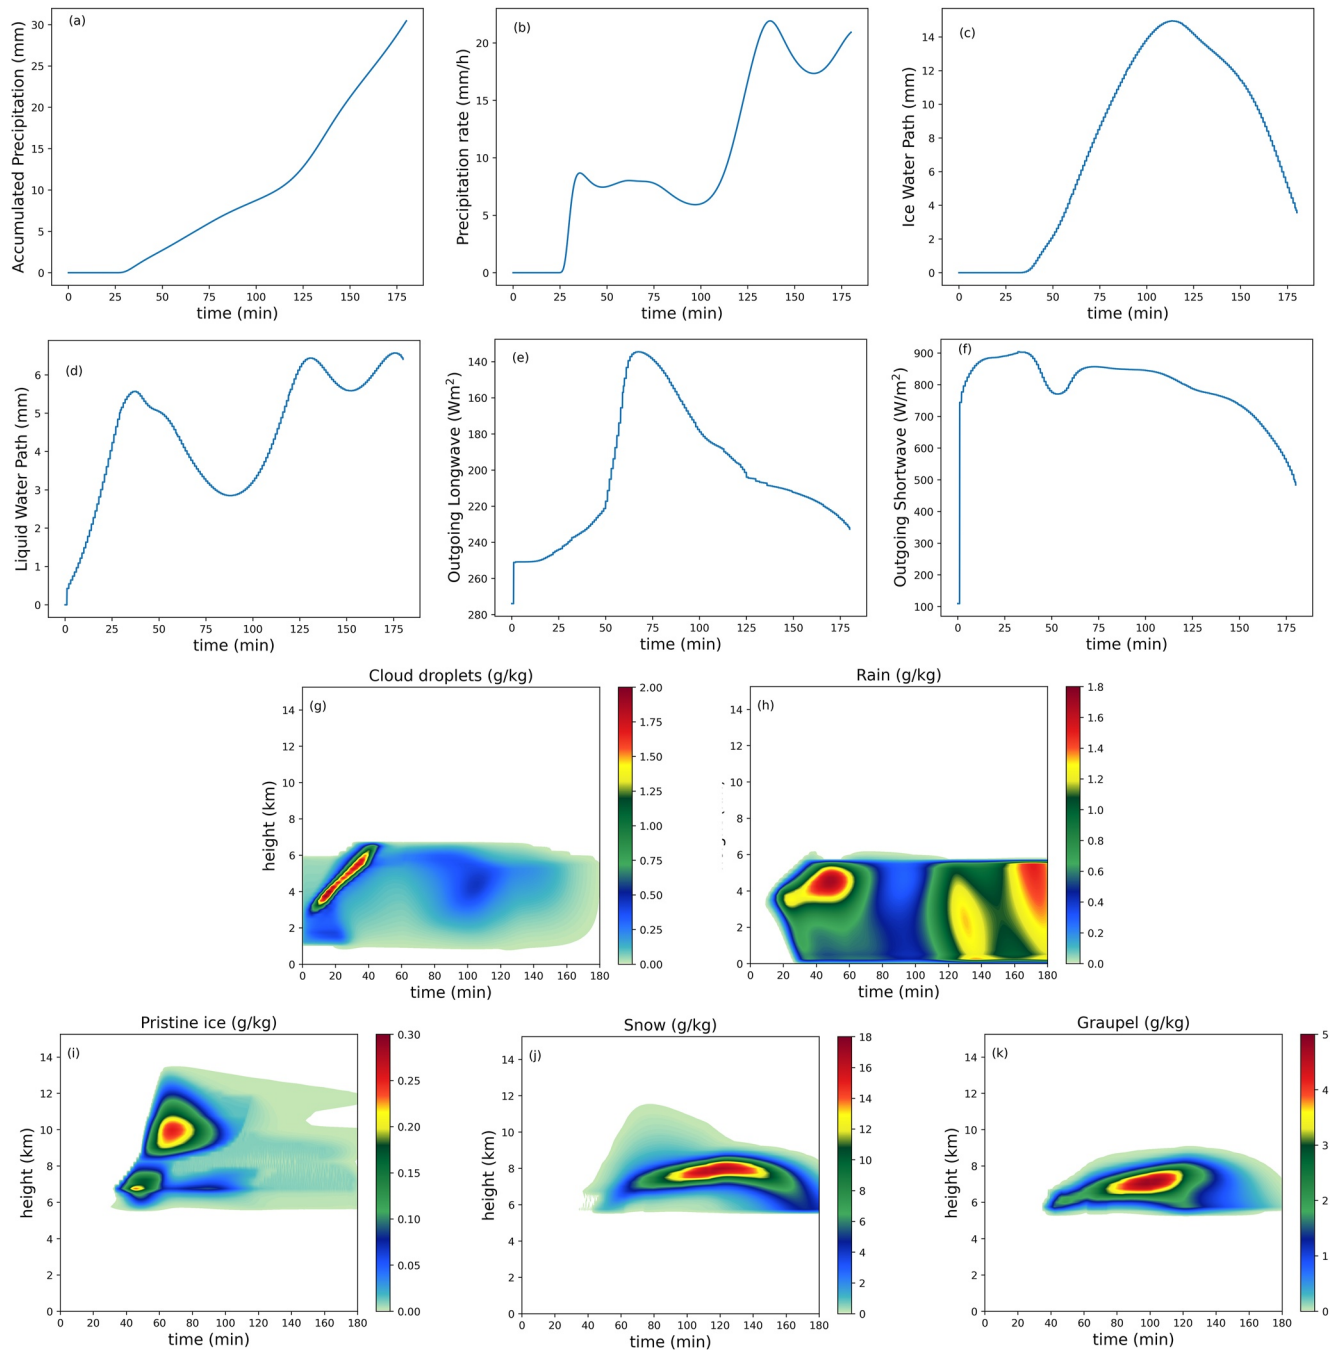 (a)
Accumulated Precipitation (mm)
30
25
20
15
10
5
0
0 25 50 75 100 125 150 175
time (min)
(b)
Precipitation rate (mm/h)
20
15
10
5
0
0 25 50 75 100 125 150 175
time (min)
(c)
Ice Water Path (mm)
14
12
10
8
6
4
2
0
0 25 50 75 100 125 150 175
time (min)
(d)
Liquid Water Path (mm)
6
5
4
3
2
1
0
0 25 50 75 100 125 150 175
time (min)
(e)
Outgoing Longwave (Wm²)
140
160
180
200
220
240
260
280
0 25 50 75 100 125 150 175
time (min)
(f)
Outgoing Shortwave (W/m²)
900
800
700
600
500
400
300
200
100
0 25 50 75 100 125 150 175
time (min)
Cloud droplets (g/kg)
(g)
height (km)
14
12
10
8
6
4
2
0
0 20 40 60 80 100 120 140 160 180
time (min)
2.00
1.75
1.50
1.25
1.00
0.75
0.50
0.25
0.00
Rain (g/kg)
(h)
14
12
10
8
6
4
2
0
0 20 40 60 80 100 120 140 160 180
time (min)
1.8
1.6
1.4
1.2
1.0
0.8
0.6
0.4
0.2
0.0
Pristine ice (g/kg)
(i)
height (km)
14
12
10
8
6
4
2
0
0 20 40 60 80 100 120 140 160 180
time (min)
0.30
0.25
0.20
0.15
0.10
0.05
0.00
Snow (g/kg)
(j)
height (km)
14
12
10
8
6
4
2
0
0 20 40 60 80 100 120 140 160 180
time (min)
18
16
14
12
10
8
6
4
2
0
Graupel (g/kg)
(k)
height (km)
14
12
10
8
6
4
2
0
0 20 40 60 80 100 120 140 160 180
time (min)
5
4
3
2
1
0